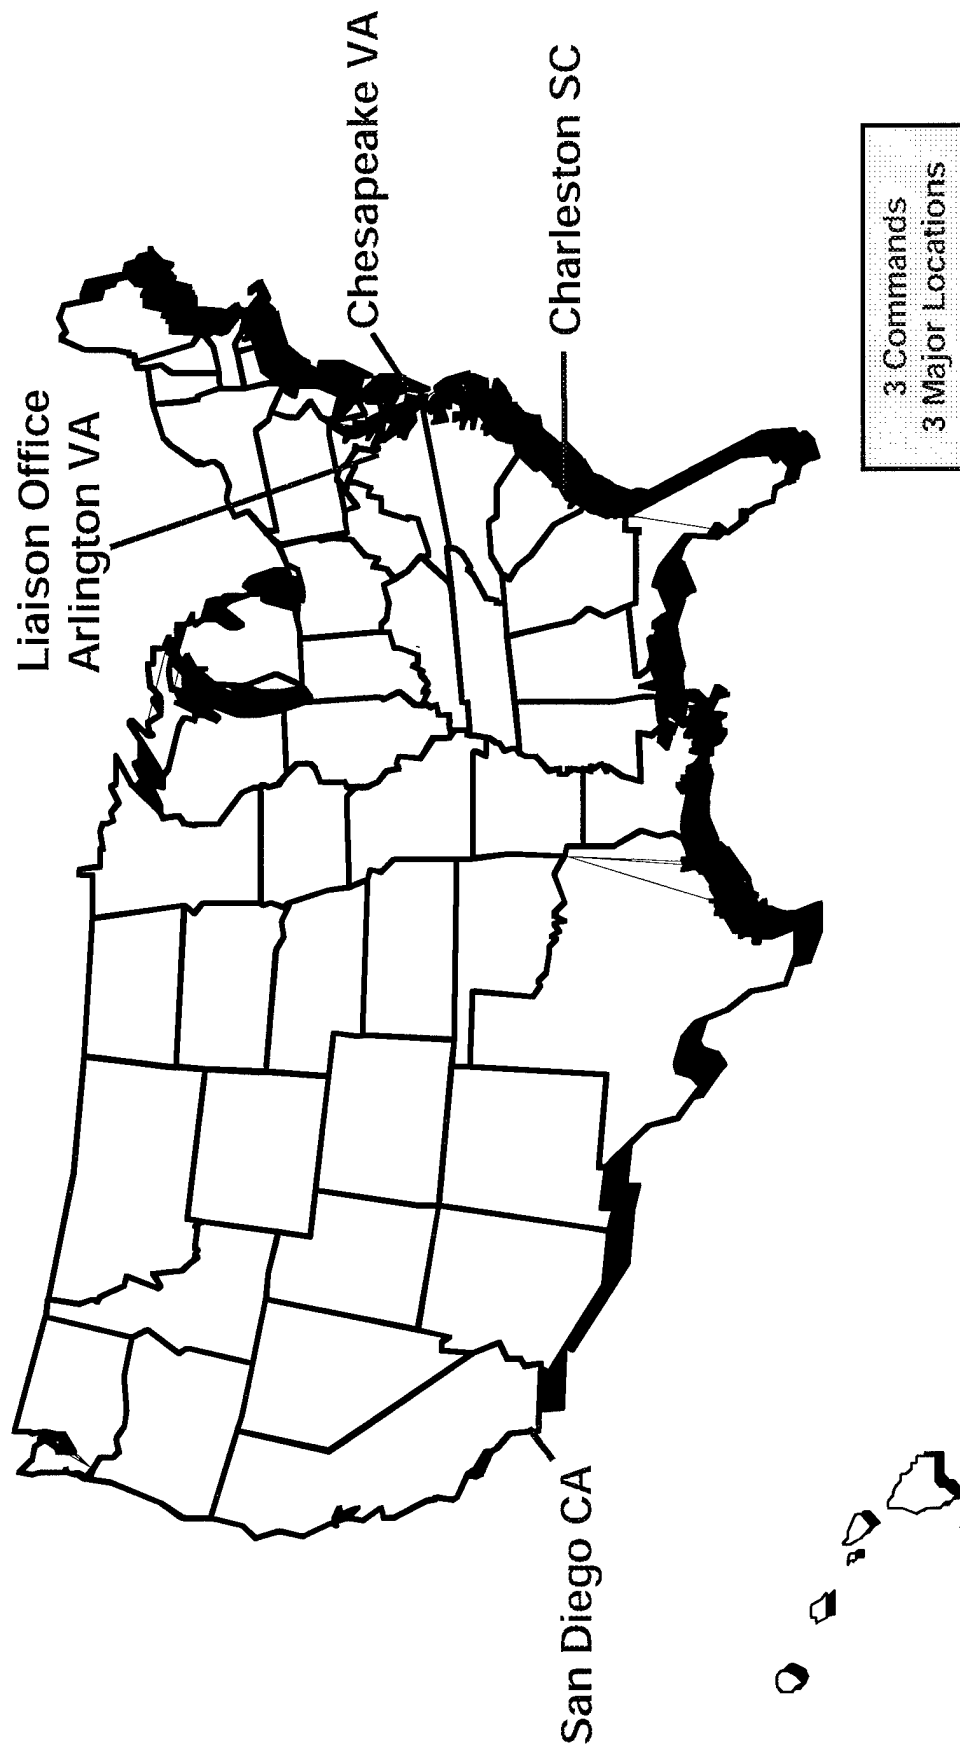 Liaison Office
Arlington VA
Chesapeake VA
Charleston SC
San Diego CA
3 Commands
3 Major Locations